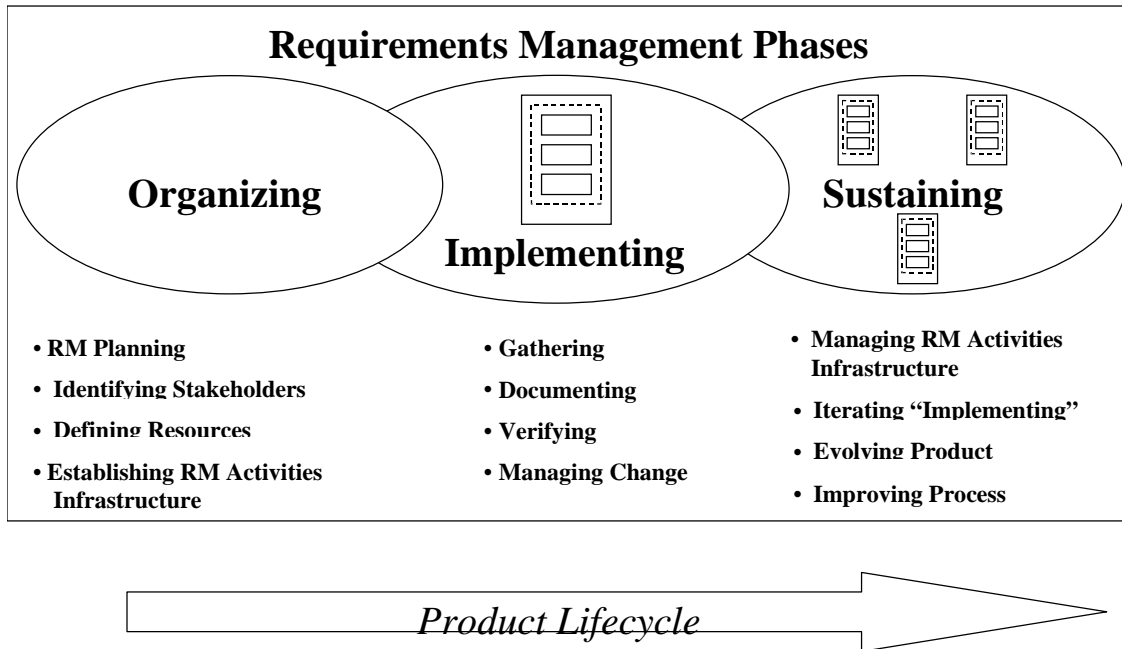 Requirements Management Phases
Organizing
Implementing
Sustaining
• RM Planning
• Identifying Stakeholders
• Defining Resources
• Establishing RM Activities
Infrastructure
• Gathering
• Documenting
• Verifying
• Managing Change
• Managing RM Activities
Infrastructure
• Iterating “Implementing”
• Evolving Product
• Improving Process
Product Lifecycle